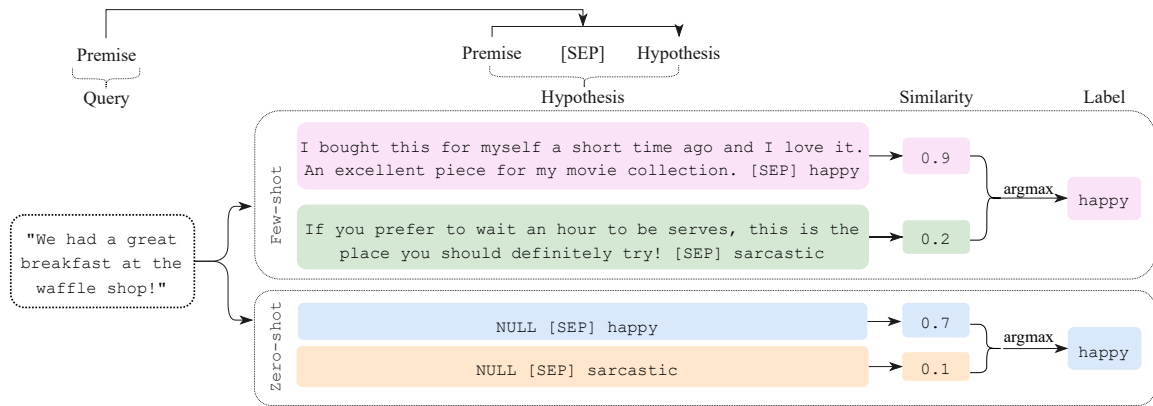 Premise
Premise [SEP] Hypothesis
Query
Hypothesis
Similarity
Label
Few-shot
I bought this for myself a short time ago and I love it.
An excellent piece for my movie collection. [SEP] happy
0.9
argmax
happy
If you prefer to wait an hour to be serves, this is the
place you should definitely try! [SEP] sarcastic
0.2
"We had a great
breakfast at the
waffle shop!"
Zero-shot
NULL [SEP] happy
0.7
argmax
happy
NULL [SEP] sarcastic
0.1